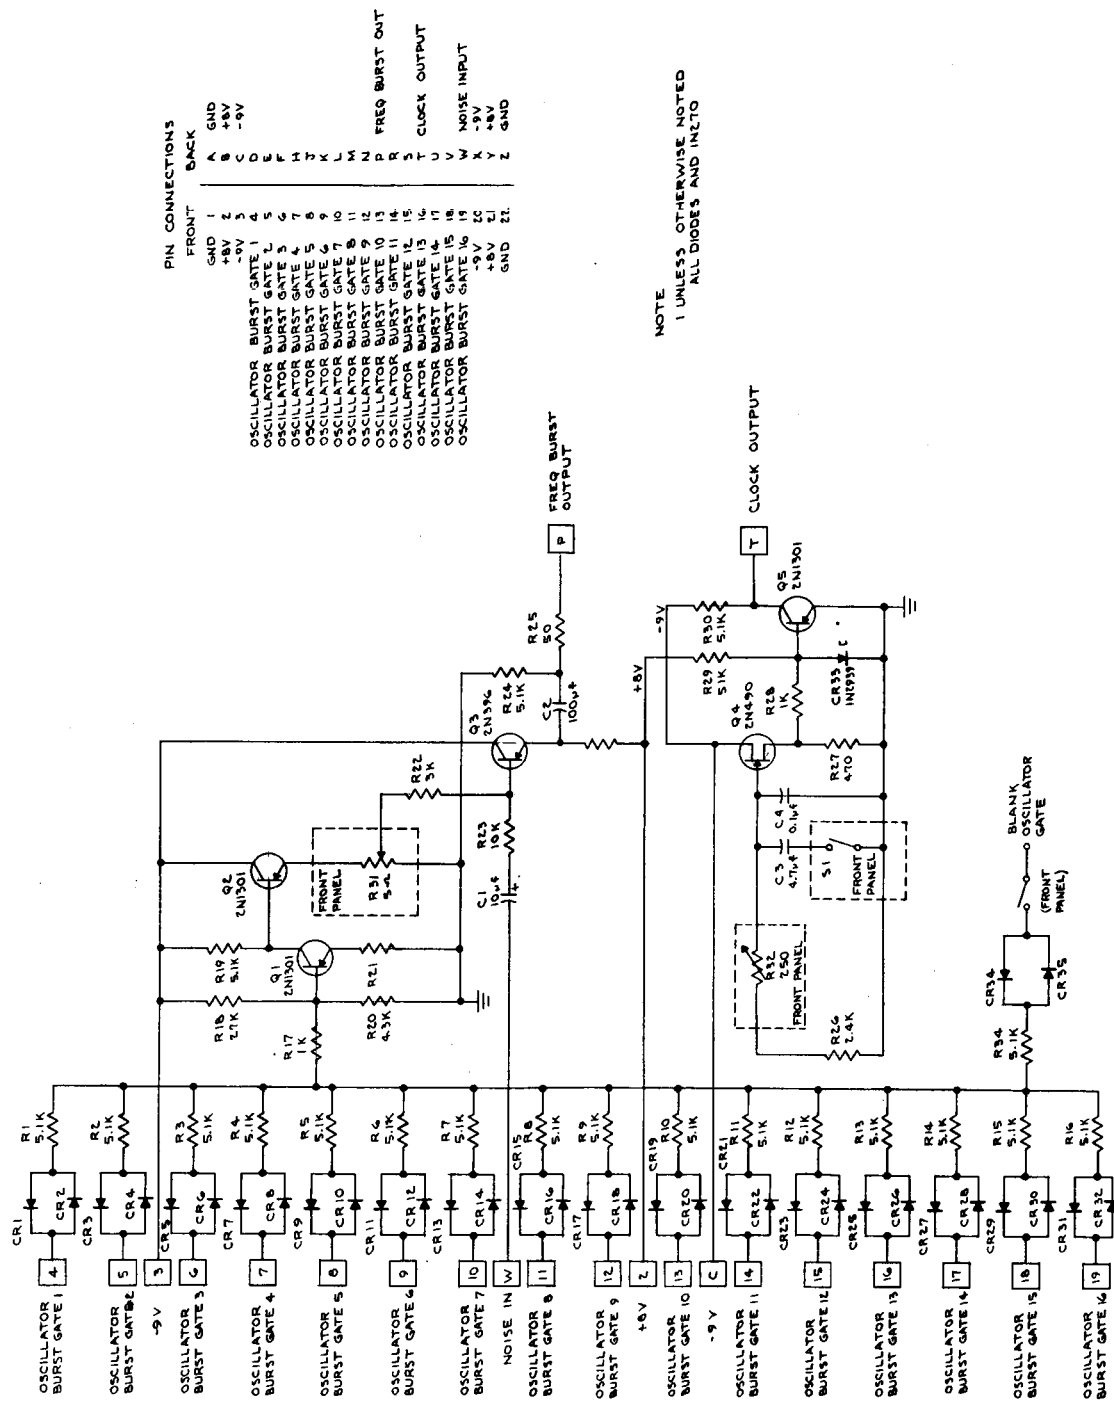 PIN CONNECTIONS
FRONT BACK
GND 1 A GND
+8V 2 B +8V
-9V 3 C -9V
OSCILLATOR BURST GATE 1 4 D
OSCILLATOR BURST GATE 2 5 E
OSCILLATOR BURST GATE 3 6 F
OSCILLATOR BURST GATE 4 7 H
OSCILLATOR BURST GATE 5 8 J
OSCILLATOR BURST GATE 6 9 K
OSCILLATOR BURST GATE 7 10 L
OSCILLATOR BURST GATE 8 11 M
OSCILLATOR BURST GATE 9 12 N
OSCILLATOR BURST GATE 10 13 P FREQ BURST OUT
OSCILLATOR BURST GATE 11 14 R
OSCILLATOR BURST GATE 12 15 S
OSCILLATOR BURST GATE 13 16 T CLOCK OUTPUT
OSCILLATOR BURST GATE 14 17 U
OSCILLATOR BURST GATE 15 18 V
OSCILLATOR BURST GATE 16 19 W NOISE INPUT
-9V 20 X -9V
+8V 21 Y +8V
GND 22 Z GND
NOTE
1 UNLESS OTHERWISE NOTED
ALL DIODES AND IN270
OSCILLATOR
BURST GATE 1
4
CR1
CR2
R1
5.1K
OSCILLATOR
BURST GATE 2
5
CR3
CR4
R2
5.1K
-9V
3
OSCILLATOR
BURST GATE 3
6
CR5
CR6
R3
5.1K
OSCILLATOR
BURST GATE 4
7
CR7
CR8
R4
5.1K
OSCILLATOR
BURST GATE 5
8
CR9
CR10
R5
5.1K
OSCILLATOR
BURST GATE 6
9
CR11
CR12
R6
5.1K
OSCILLATOR
BURST GATE 7
10
CR13
CR14
R7
5.1K
NOISE IN
W
OSCILLATOR
BURST GATE 8
11
CR15
CR16
R8
5.1K
OSCILLATOR
BURST GATE 9
12
CR17
CR18
R9
5.1K
+8V
2
OSCILLATOR
BURST GATE 10
13
CR19
CR20
R10
5.1K
-9V
C
OSCILLATOR
BURST GATE 11
14
CR21
CR22
R11
5.1K
OSCILLATOR
BURST GATE 12
15
CR23
CR24
R12
5.1K
OSCILLATOR
BURST GATE 13
16
CR25
CR26
R13
5.1K
OSCILLATOR
BURST GATE 14
17
CR27
CR28
R14
5.1K
OSCILLATOR
BURST GATE 15
18
CR29
CR30
R15
5.1K
OSCILLATOR
BURST GATE 16
19
CR31
CR32
R16
5.1K
R17
1K
R18
27K
R19
5.1K
Q1
2N1301
R20
4.3K
R21
Q2
2N1301
FRONT
PANEL
R31
R22
3K
R23
10K
C1
10μf
+
Q3
2N396
R24
5.1K
C2
100μf
R25
50
P
FREQ BURST
OUTPUT
+8V
-9V
R26
2.4K
R32
250
FRONT PANEL
C3
4.7μf
C4
0.1μf
S1
FRONT
PANEL
Q4
2N490
R27
470
R28
1K
R29
51K
R30
5.1K
CR33
IN2939
Q5
2N1301
T
CLOCK OUTPUT
R34
5.1K
CR34
CR35
(FRONT
PANEL)
BLANK
OSCILLATOR
GATE